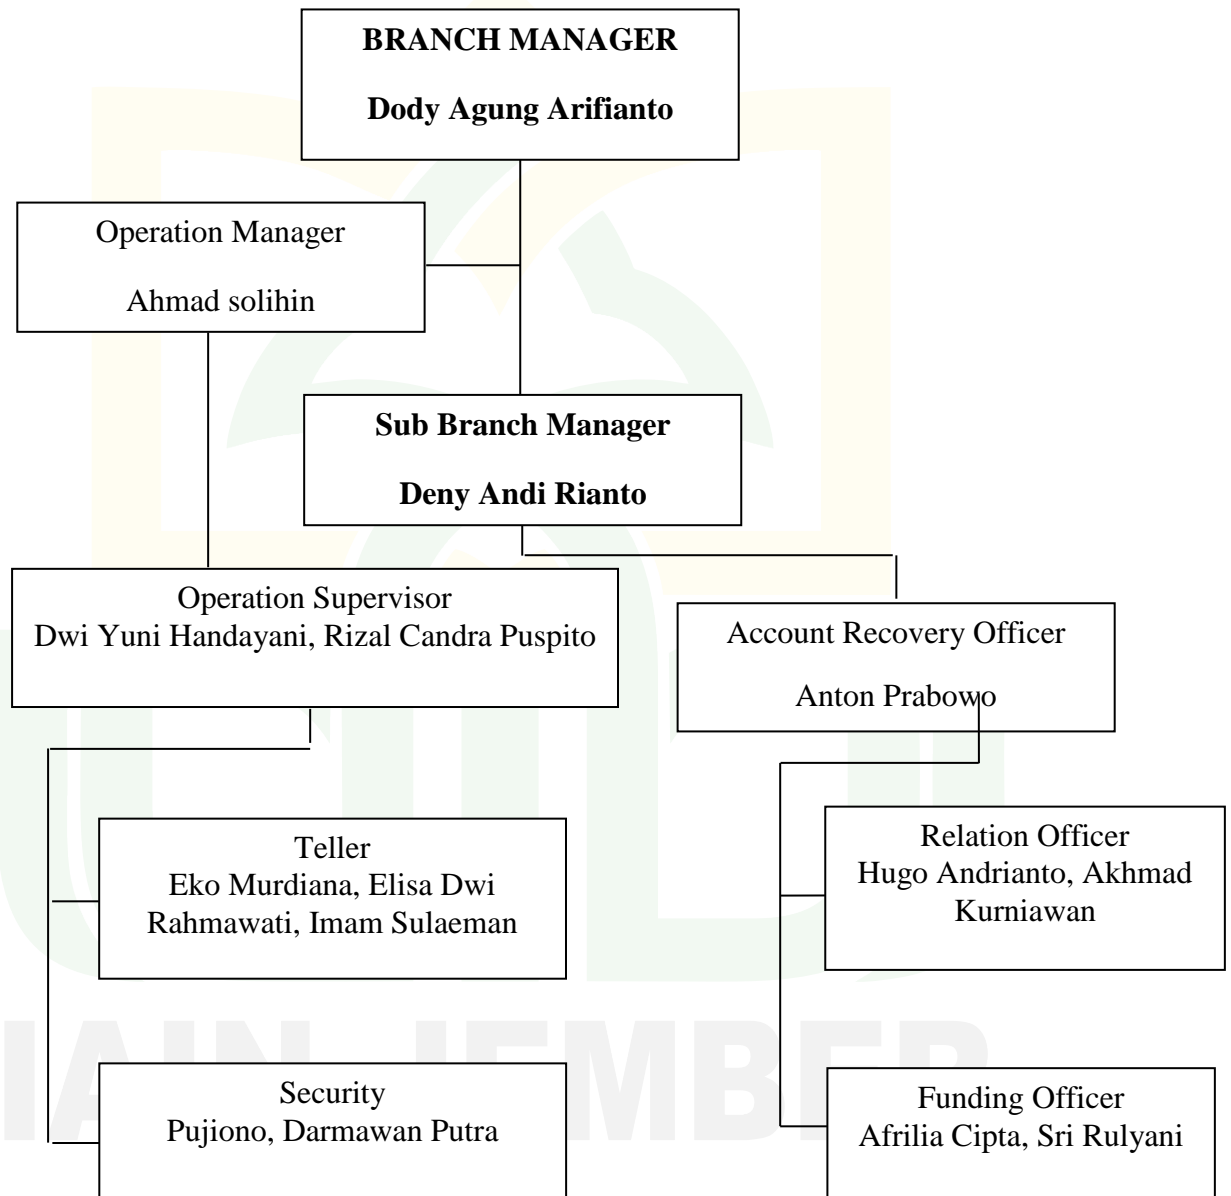 BRANCH MANAGER
Dody Agung Arifianto
Operation Manager
Ahmad solihin
Sub Branch Manager
Deny Andi Rianto
Operation Supervisor
Dwi Yuni Handayani, Rizal Candra Puspito
Account Recovery Officer
Anton Prabowo
Teller
Eko Murdiana, Elisa Dwi
Rahmawati, Imam Sulaeman
Relation Officer
Hugo Andrianto, Akhmad
Kurniawan
Security
Pujiono, Darmawan Putra
Funding Officer
Afrilia Cipta, Sri Rulyani
IAIN JEMBER